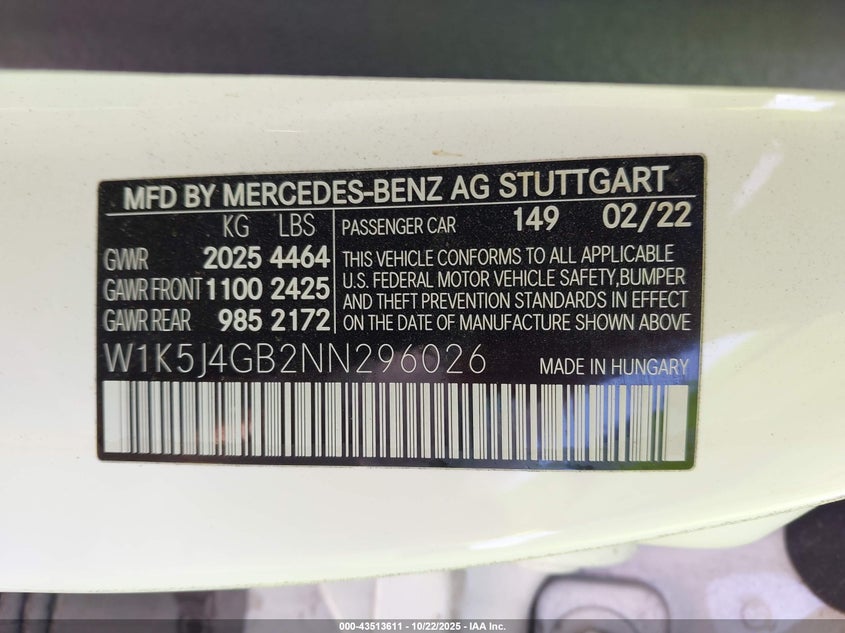 MFD BY MERCEDES-BENZ AG STUTTGART
KG LBS
GVWR 2025 4464
GAWR FRONT 1100 2425
GAWR REAR 985 2172
PASSENGER CAR 149 02/22
THIS VEHICLE CONFORMS TO ALL APPLICABLE
U.S. FEDERAL MOTOR VEHICLE SAFETY,BUMPER
AND THEFT PREVENTION STANDARDS IN EFFECT
ON THE DATE OF MANUFACTURE SHOWN ABOVE
W1K5J4GB2NN296026 MADE IN HUNGARY
000-43513611 - 10/22/2025 - IAA Inc.